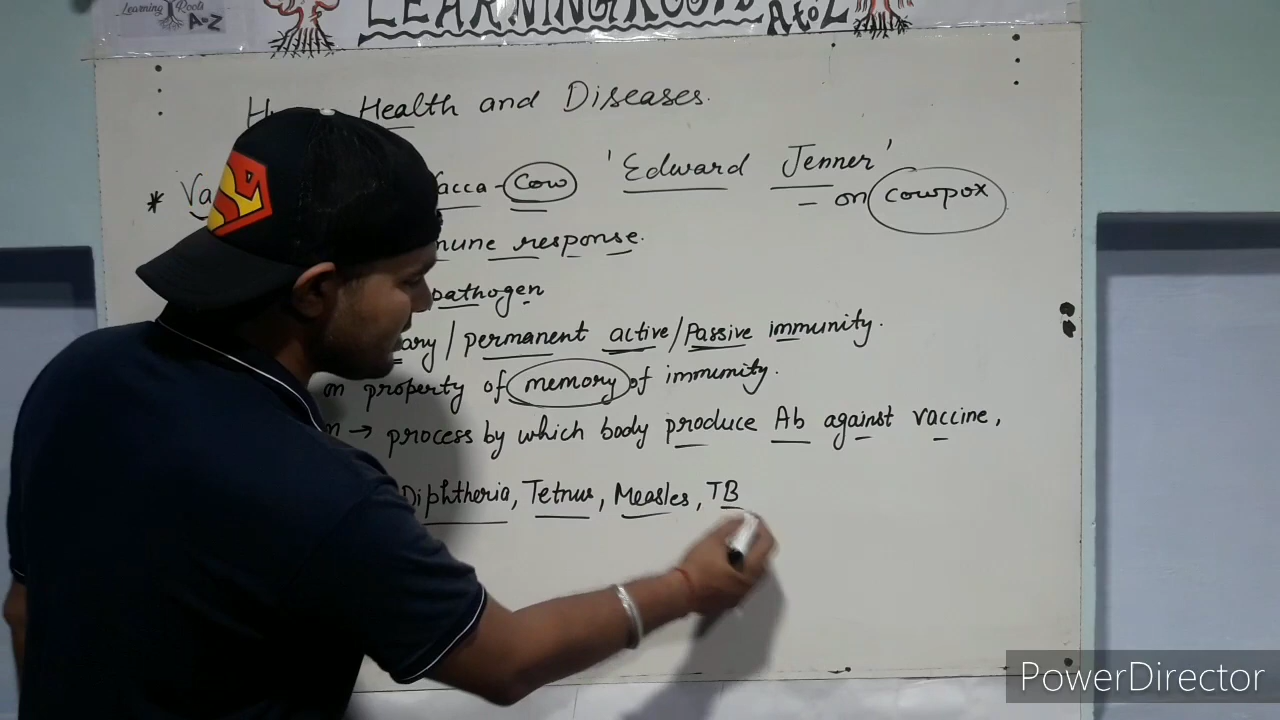 Learning Roots
A to Z
LEARNING ROOTS
A to Z
Health and Diseases.
* Va acca - Cow 'Edward Jenner'
- on cowpox
mune response.
pathogen
ary / permanent active / Passive immunity.
on property of memory of immunity.
n → process by which body produce Ab against vaccine,
Diphtheria, Tetnus, Measles, TB
PowerDirector